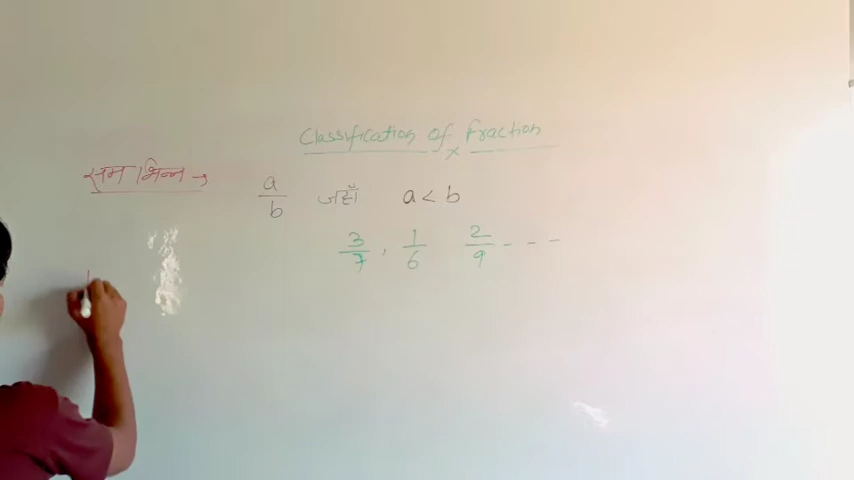 Classification of fraction
x
सम भिन्न → a/b जहाँ a < b
3/7 , 1/6 2/9 - - -